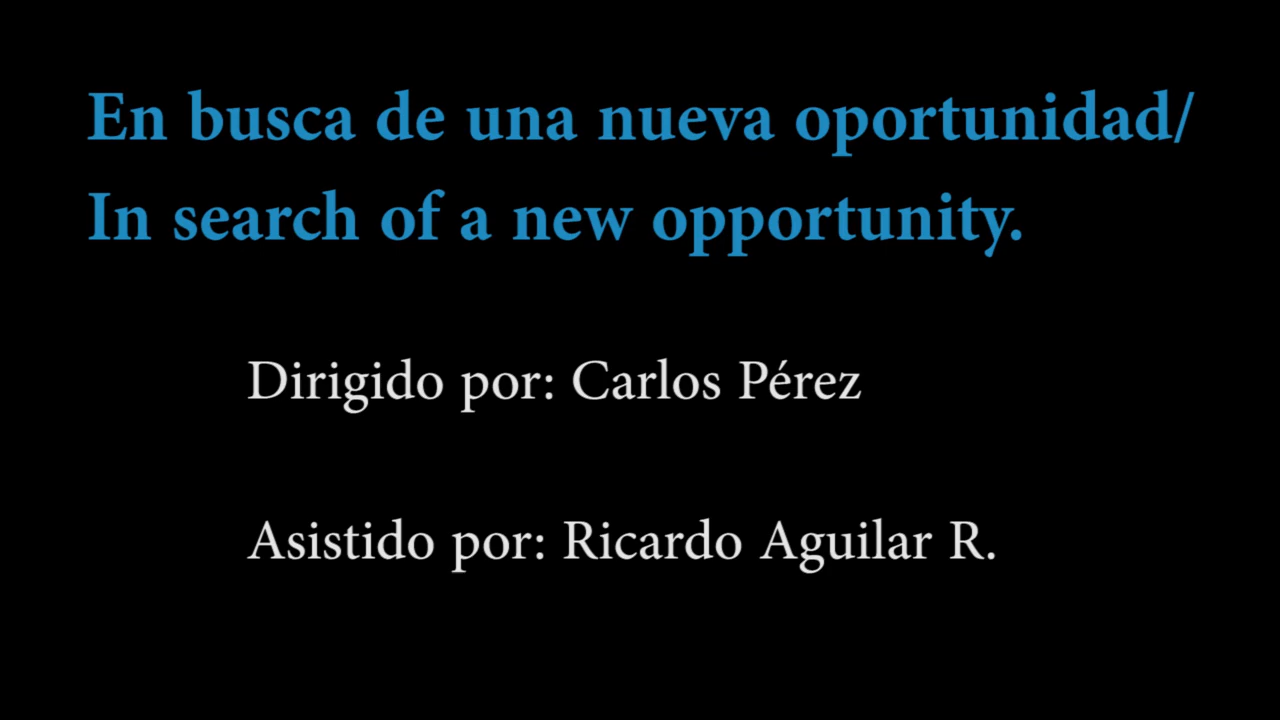 En busca de una nueva oportunidad/
In search of a new opportunity.
Dirigido por: Carlos Pérez
Asistido por: Ricardo Aguilar R.